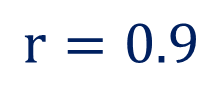 r = 0.9